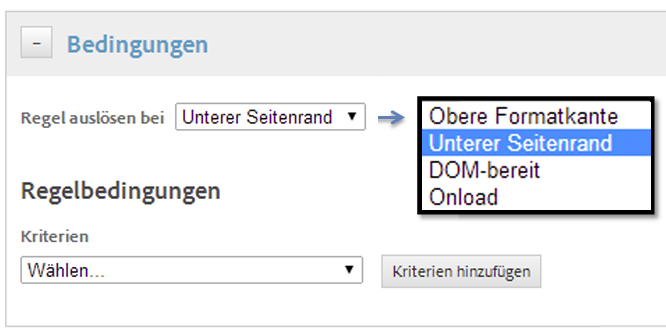 Bedingungen
Regel auslösen bei Unterer Seitenrand
Obere Formatkante
Unterer Seitenrand
DOM-bereit
Onload
Regelbedingungen
Kriterien
Wählen... Kriterien hinzufügen